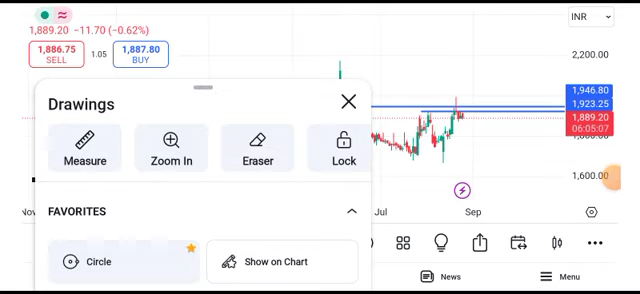 INR
1,889.20 −11.70 (−0.62%)
1,886.75
SELL
1.05
1,887.80
BUY
2,200.00
1,946.80
1,923.25
1,889.20
06:05:07
1,600.00
Drawings
Measure
Zoom In
Eraser
Lock
Jul
Sep
FAVORITES
Circle
Show on Chart
News
Menu